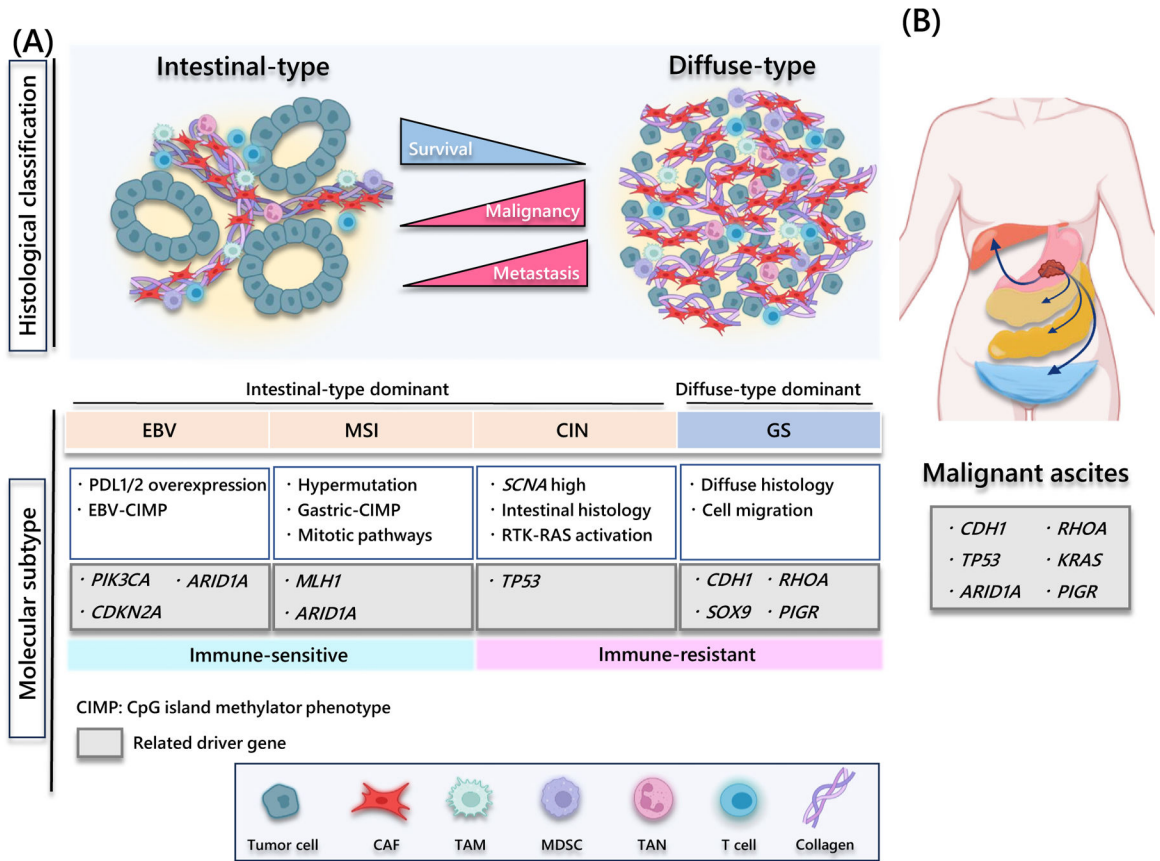 (A)
Histological classification
Intestinal-type
Diffuse-type
Survival
Malignancy
Metastasis
Molecular subtype
Intestinal-type dominant
Diffuse-type dominant
EBV
MSI
CIN
GS
・PDL1/2 overexpression
・EBV-CIMP
・Hypermutation
・Gastric-CIMP
・Mitotic pathways
・SCNA high
・Intestinal histology
・RTK-RAS activation
・Diffuse histology
・Cell migration
・PIK3CA ・ARID1A
・CDKN2A
・MLH1
・ARID1A
・TP53
・CDH1 ・RHOA
・SOX9 ・PIGR
Immune-sensitive
Immune-resistant
CIMP: CpG island methylator phenotype
Related driver gene
Tumor cell
CAF
TAM
MDSC
TAN
T cell
Collagen
(B)
Malignant ascites
・CDH1 ・RHOA
・TP53 ・KRAS
・ARID1A ・PIGR